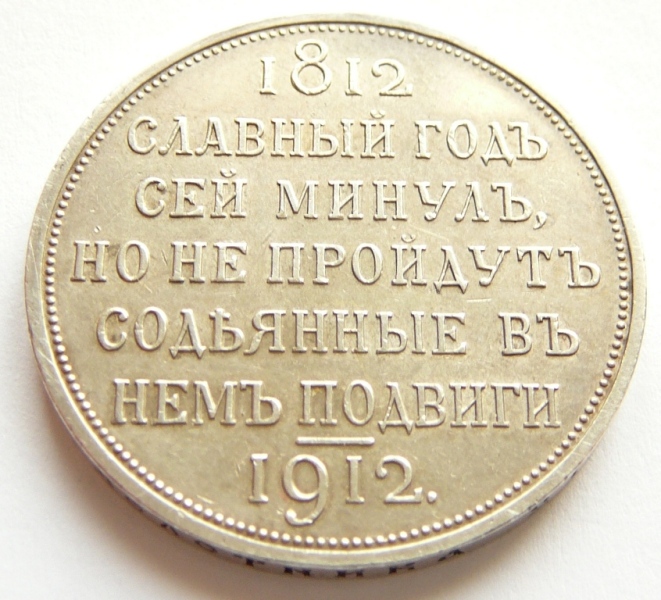 1812
СЛАВНЫЙ ГОДЪ
СЕЙ МИНУЛЪ,
НО НЕ ПРОЙДУТЪ
СОДѢЯННЫЕ ВЪ
НЕМЪ ПОДВИГИ
1912.